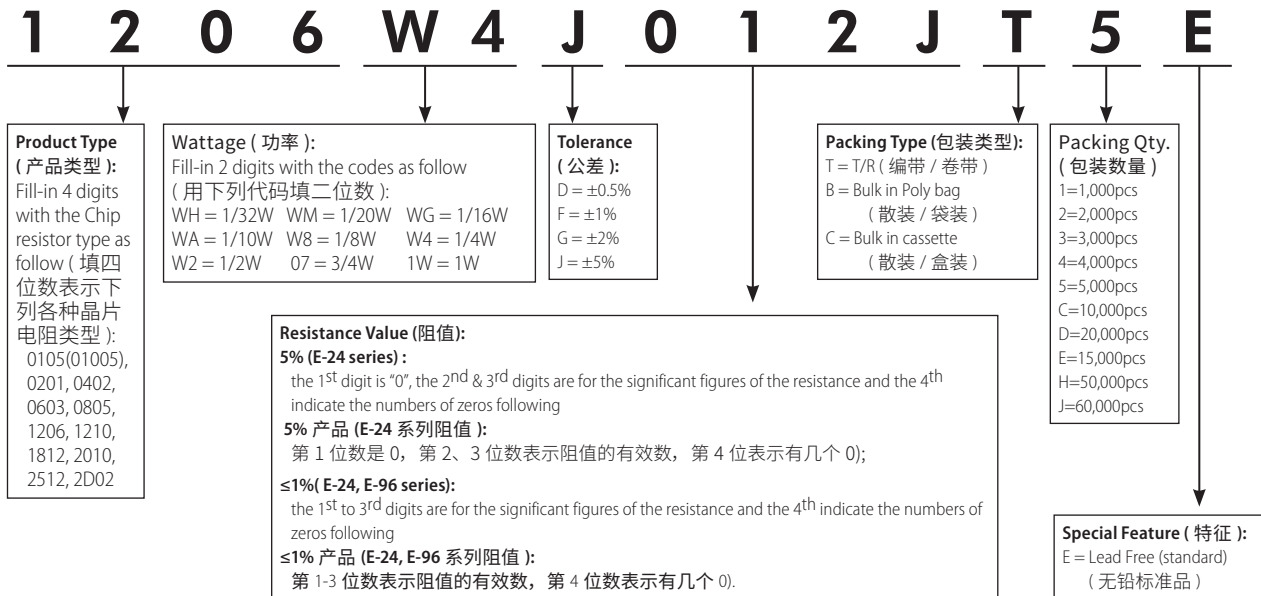 1 2 0 6 W 4 J 0 1 2 J T 5 E
Product Type
( 产品类型 ):
Fill-in 4 digits
with the Chip
resistor type as
follow ( 填四
位数表示下
列各种晶片
电阻类型 ):
0105(01005),
0201, 0402,
0603, 0805,
1206, 1210,
1812, 2010,
2512, 2D02
Wattage ( 功率 ):
Fill-in 2 digits with the codes as follow
( 用下列代码填二位数 ):
WH = 1/32W WM = 1/20W WG = 1/16W
WA = 1/10W W8 = 1/8W W4 = 1/4W
W2 = 1/2W 07 = 3/4W 1W = 1W
Tolerance
( 公差 ):
D = ±0.5%
F = ±1%
G = ±2%
J = ±5%
Packing Type (包装类型):
T = T/R ( 编带 / 卷带 )
B = Bulk in Poly bag
( 散装 / 袋装 )
C = Bulk in cassette
( 散装 / 盒装 )
Packing Qty.
( 包装数量 )
1=1,000pcs
2=2,000pcs
3=3,000pcs
4=4,000pcs
5=5,000pcs
C=10,000pcs
D=20,000pcs
E=15,000pcs
H=50,000pcs
J=60,000pcs
Resistance Value (阻值):
5% (E-24 series) :
the 1st digit is “0”, the 2nd & 3rd digits are for the significant figures of the resistance and the 4th
indicate the numbers of zeros following
5% 产品 (E-24 系列阻值 ):
第 1 位数是 0，第 2、3 位数表示阻值的有效数，第 4 位表示有几个 0);
≤1%( E-24, E-96 series):
the 1st to 3rd digits are for the significant figures of the resistance and the 4th indicate the numbers of
zeros following
≤1% 产品 (E-24, E-96 系列阻值 ):
第 1-3 位数表示阻值的有效数，第 4 位数表示有几个 0).
Special Feature ( 特征 ):
E = Lead Free (standard)
( 无铅标准品 )